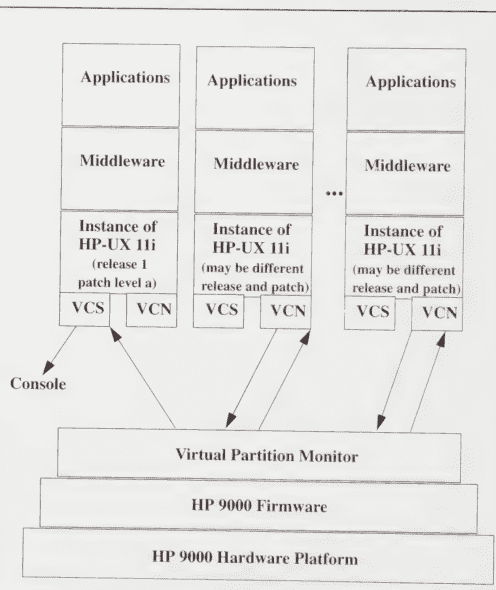 Applications
Applications
Applications
Middleware
Middleware
Middleware
...
Instance of
HP-UX 11i
(release 1
patch level a)
Instance of
HP-UX 11i
(may be different
release and patch)
Instance of
HP-UX 11i
(may be different
release and patch)
VCS
VCN
VCS
VCN
VCS
VCN
Console
Virtual Partition Monitor
HP 9000 Firmware
HP 9000 Hardware Platform